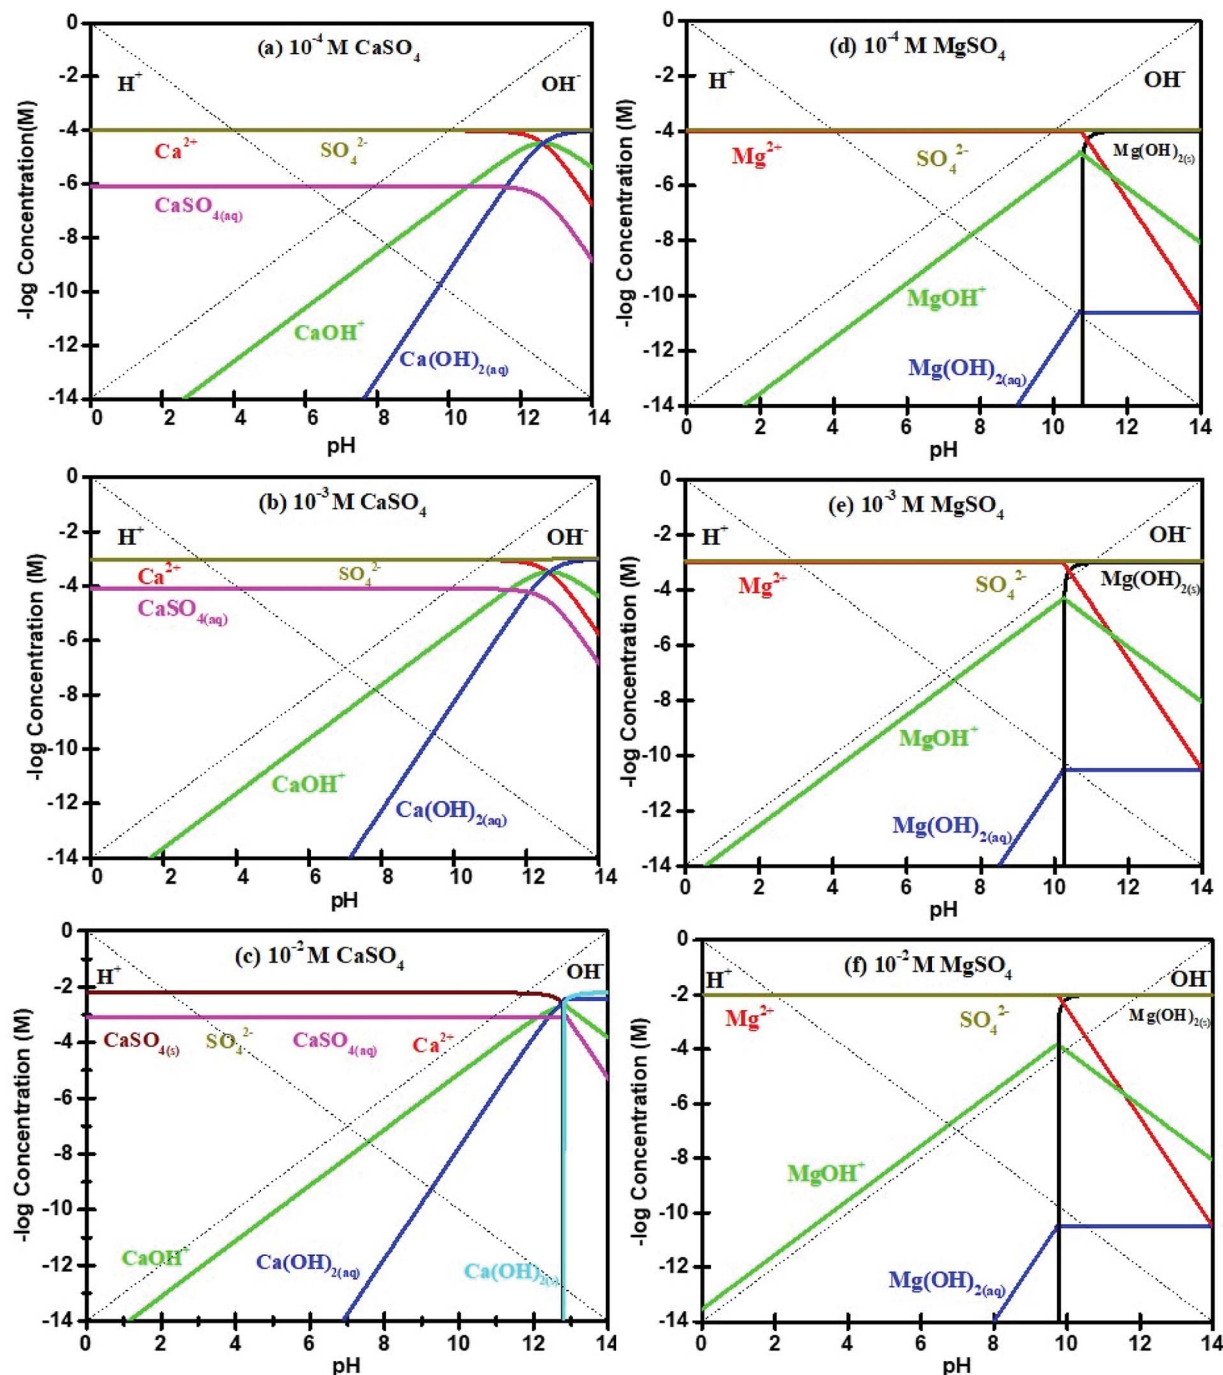 (a) 10⁻⁴ M CaSO₄
H⁺
OH⁻
Ca²⁺
SO₄²⁻
CaSO₄(aq)
CaOH⁺
Ca(OH)₂(aq)
-log Concentration(M)
0
-2
-4
-6
-8
-10
-12
-14
0 2 4 6 8 10 12 14
pH
(d) 10⁻⁴ M MgSO₄
H⁺
OH⁻
Mg²⁺
SO₄²⁻
Mg(OH)₂(s)
MgOH⁺
Mg(OH)₂(aq)
-log Concentration (M)
0
-2
-4
-6
-8
-10
-12
-14
0 2 4 6 8 10 12 14
pH
(b) 10⁻³ M CaSO₄
H⁺
OH⁻
Ca²⁺
SO₄²⁻
CaSO₄(aq)
CaOH⁺
Ca(OH)₂(aq)
-log Concentration (M)
0
-2
-4
-6
-8
-10
-12
-14
0 2 4 6 8 10 12 14
pH
(e) 10⁻³ M MgSO₄
H⁺
OH⁻
Mg²⁺
SO₄²⁻
Mg(OH)₂(s)
MgOH⁺
Mg(OH)₂(aq)
-log Concentration (M)
0
-2
-4
-6
-8
-10
-12
-14
0 2 4 6 8 10 12 14
pH
(c) 10⁻² M CaSO₄
H⁺
OH⁻
CaSO₄(s)
SO₄²⁻
CaSO₄(aq)
Ca²⁺
CaOH⁺
Ca(OH)₂(aq)
-log Concentration (M)
0
-2
-4
-6
-8
-10
-12
-14
0 2 4 6 8 10 12 14
pH
(f) 10⁻² M MgSO₄
H⁺
OH⁻
Mg²⁺
SO₄²⁻
Mg(OH)₂(s)
MgOH⁺
Mg(OH)₂(aq)
-log Concentration (M)
0
-2
-4
-6
-8
-10
-12
-14
0 2 4 6 8 10 12 14
pH